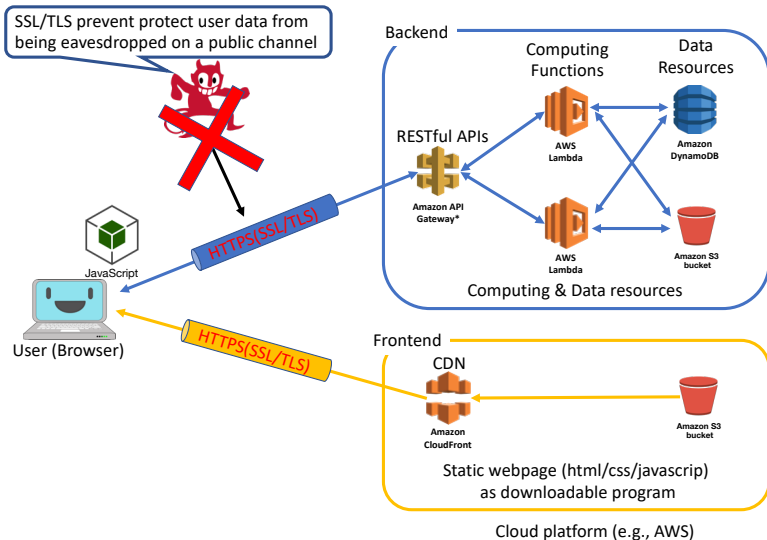 SSL/TLS prevent protect user data from
being eavesdropped on a public channel
Backend
Computing
Functions
Data
Resources
RESTful APIs
AWS
Lambda
Amazon
DynamoDB
Amazon API
Gateway*
HTTPS(SSL/TLS)
JavaScript
AWS
Lambda
Amazon S3
bucket
Computing & Data resources
User (Browser)
HTTPS(SSL/TLS)
Frontend
CDN
Amazon
CloudFront
Amazon S3
bucket
Static webpage (html/css/javascrip)
as downloadable program
Cloud platform (e.g., AWS)